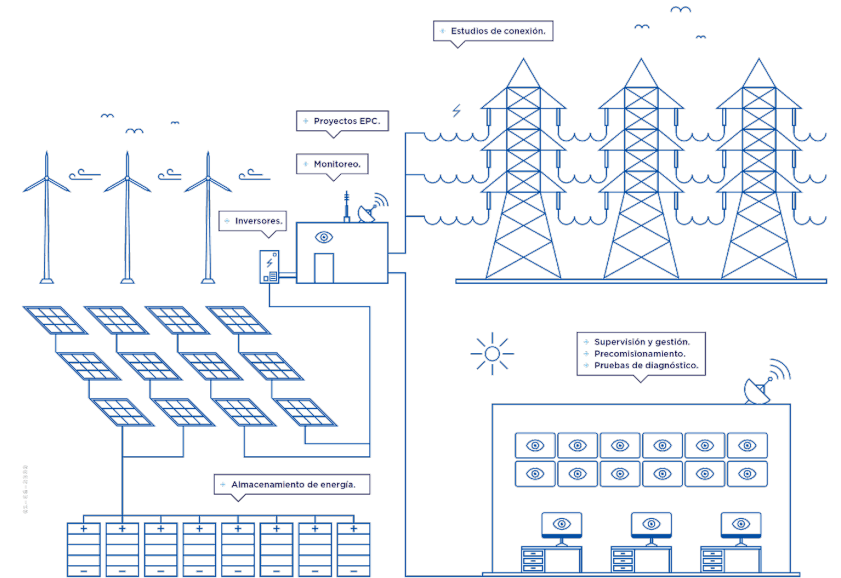 + Estudios de conexión.
+ Proyectos EPC.
+ Monitoreo.
+ Inversores.
+ Supervisión y gestión.
+ Precomisionamiento.
+ Pruebas de diagnóstico.
+ Almacenamiento de energía.